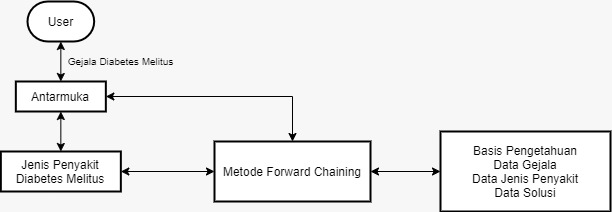 User
Gejala Diabetes Melitus
Antarmuka
Jenis Penyakit
Diabetes Melitus
Metode Forward Chaining
Basis Pengetahuan
Data Gejala
Data Jenis Penyakit
Data Solusi